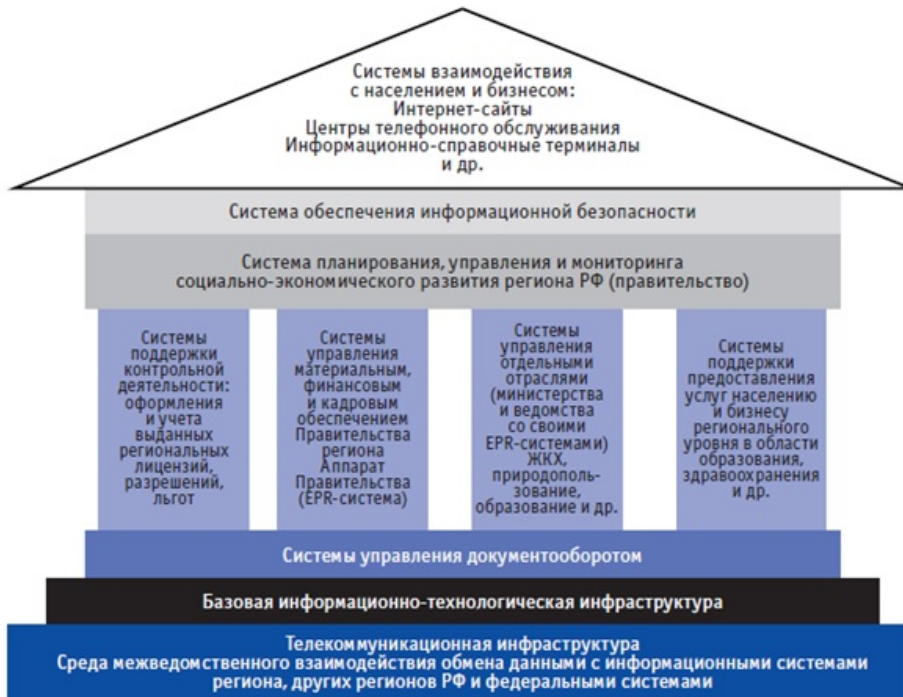 Системы взаимодействия
с населением и бизнесом:
Интернет-сайты
Центры телефонного обслуживания
Информационно-справочные терминалы
и др.
Система обеспечения информационной безопасности
Система планирования, управления и мониторинга
социально-экономического развития региона РФ (правительство)
Системы
поддержки
контрольной
деятельности:
оформления
и учета
выданных
региональных
лицензий,
разрешений,
льгот
Системы
управления
материальным,
финансовым
и кадровым
обеспечением
Правительства
региона
Аппарат
Правительства
(EPR-система)
Системы
управления
отдельными
отраслями
(министерства
и ведомства
со своими
EPR-системами)
ЖКХ,
природополь-
зование,
образование и др.
Системы
поддержки
предоставления
услуг населению
и бизнесу
регионального
уровня в области
образования,
здравоохранения
и др.
Системы управления документооборотом
Базовая информационно-технологическая инфраструктура
Телекоммуникационная инфраструктура
Среда межведомственного взаимодействия обмена данными с информационными системами
региона, других регионов РФ и федеральными системами